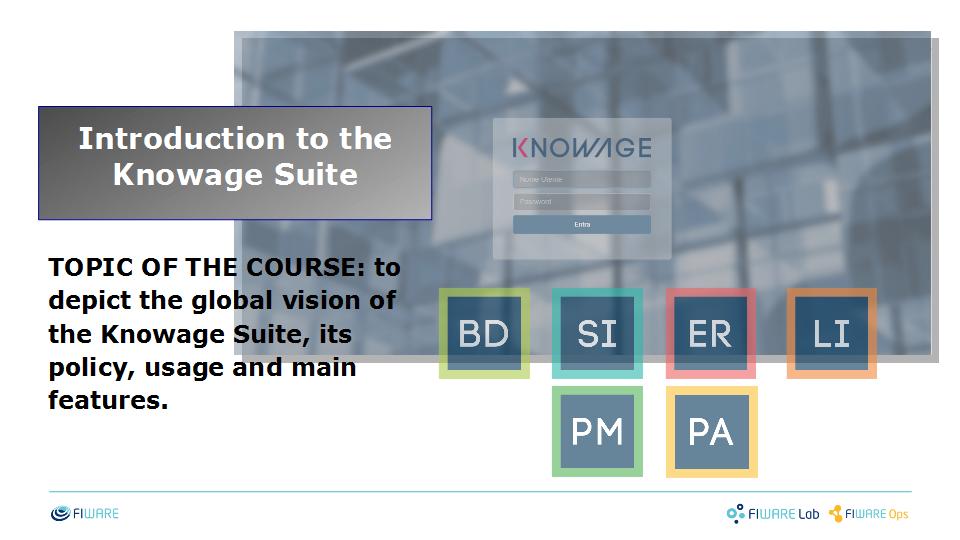 Introduction to the
Knowage Suite
KNOWAGE
Nome Utente
Password
Entra
TOPIC OF THE COURSE: to
depict the global vision of
the Knowage Suite, its
policy, usage and main
features.
BD SI ER LI
PM PA
FIWARE FIWARE Lab FIWARE Ops